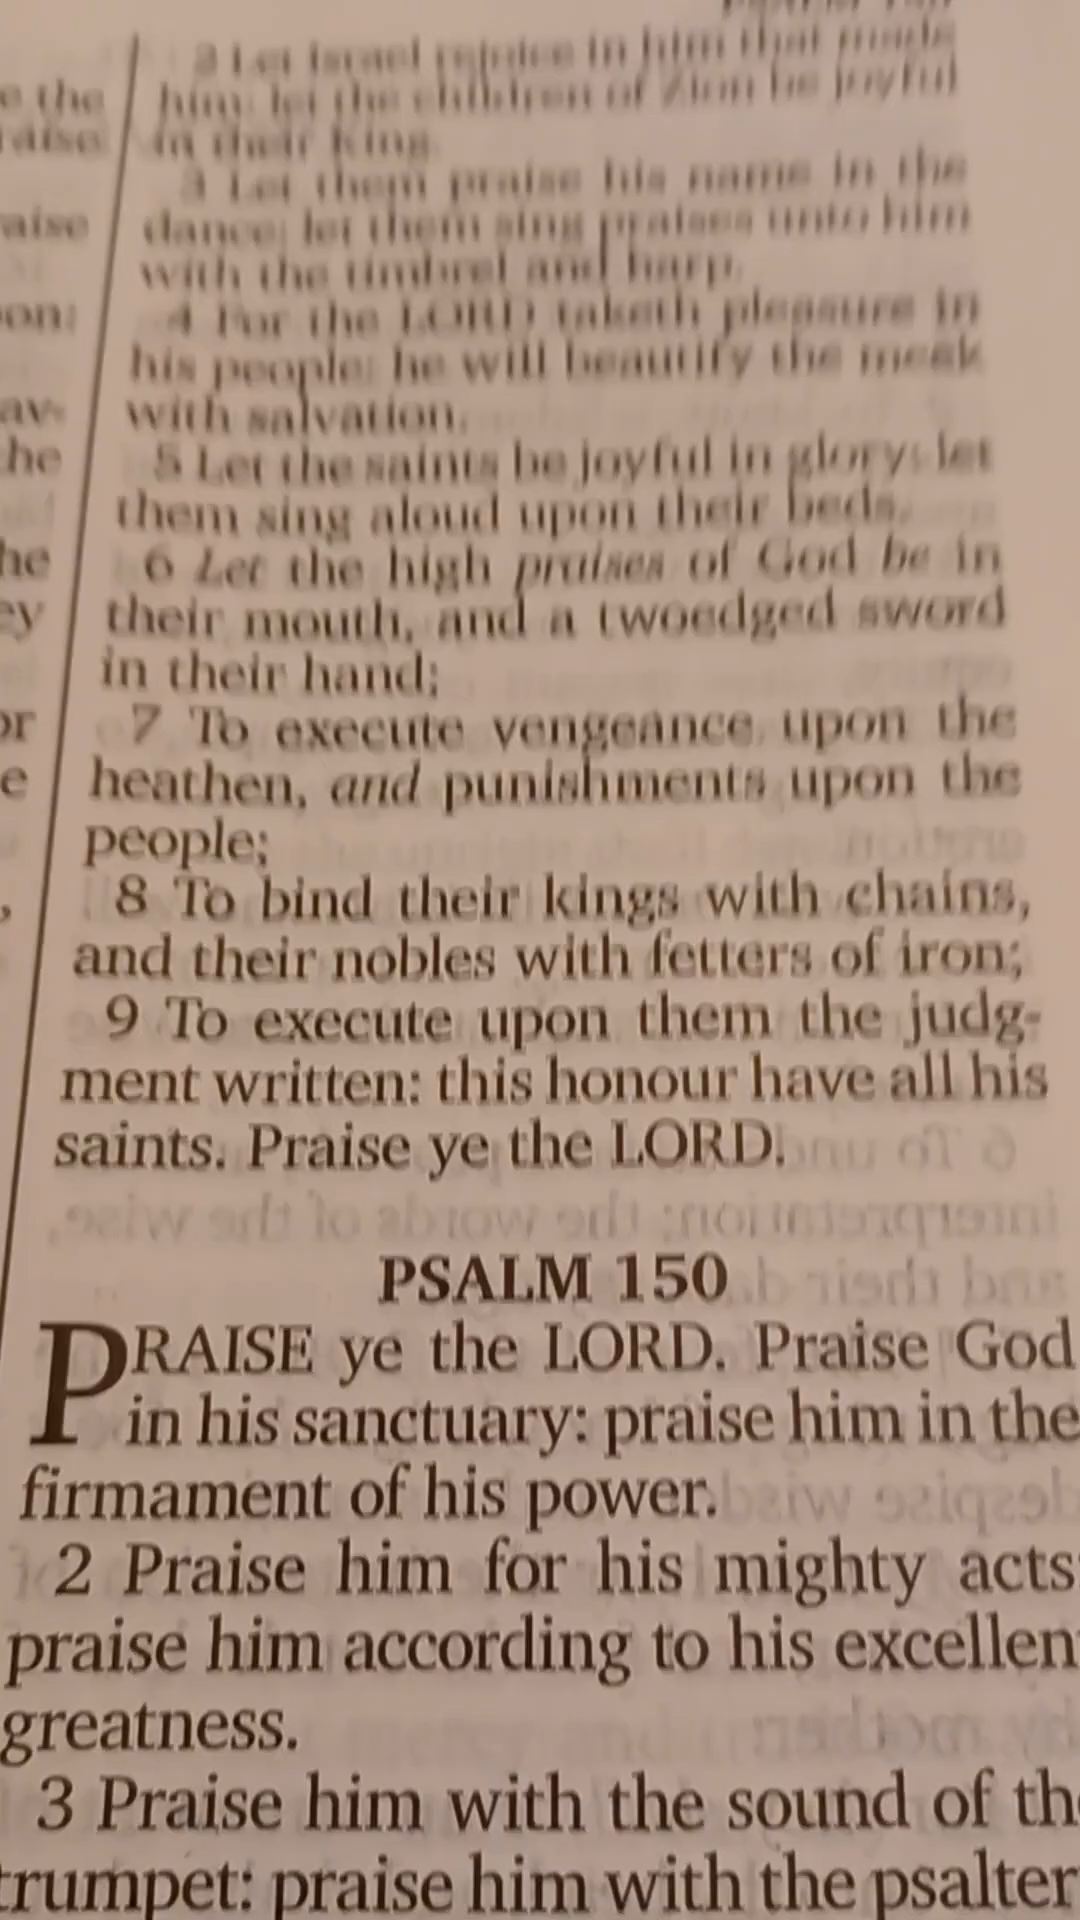 2 Let Israel rejoice in him that made
him: let the children of Zion be joyful
in their King.
3 Let them praise his name in the
dance: let them sing praises unto him
with the timbrel and harp.
4 For the LORD taketh pleasure in
his people: he will beautify the meek
with salvation.
5 Let the saints be joyful in glory: let
them sing aloud upon their beds.
6 Let the high praises of God be in
their mouth, and a twoedged sword
in their hand;
7 To execute vengeance upon the
heathen, and punishments upon the
people;
8 To bind their kings with chains,
and their nobles with fetters of iron;
9 To execute upon them the judg-
ment written: this honour have all his
saints. Praise ye the LORD.
PSALM 150
PRAISE ye the LORD. Praise God
in his sanctuary: praise him in the
firmament of his power.
2 Praise him for his mighty acts:
praise him according to his excellen
greatness.
3 Praise him with the sound of th
trumpet: praise him with the psalter